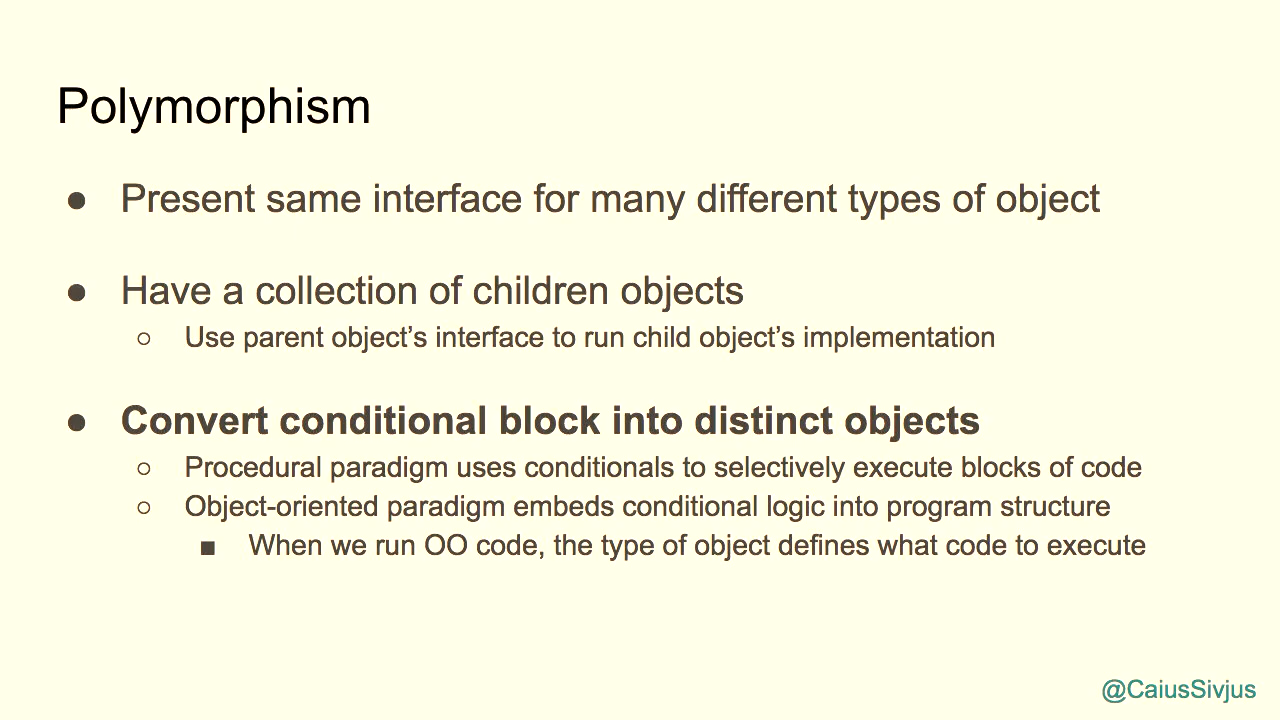 Polymorphism
● Present same interface for many different types of object
● Have a collection of children objects
○ Use parent object’s interface to run child object’s implementation
● Convert conditional block into distinct objects
○ Procedural paradigm uses conditionals to selectively execute blocks of code
○ Object-oriented paradigm embeds conditional logic into program structure
■ When we run OO code, the type of object defines what code to execute
@CaiusSivjus